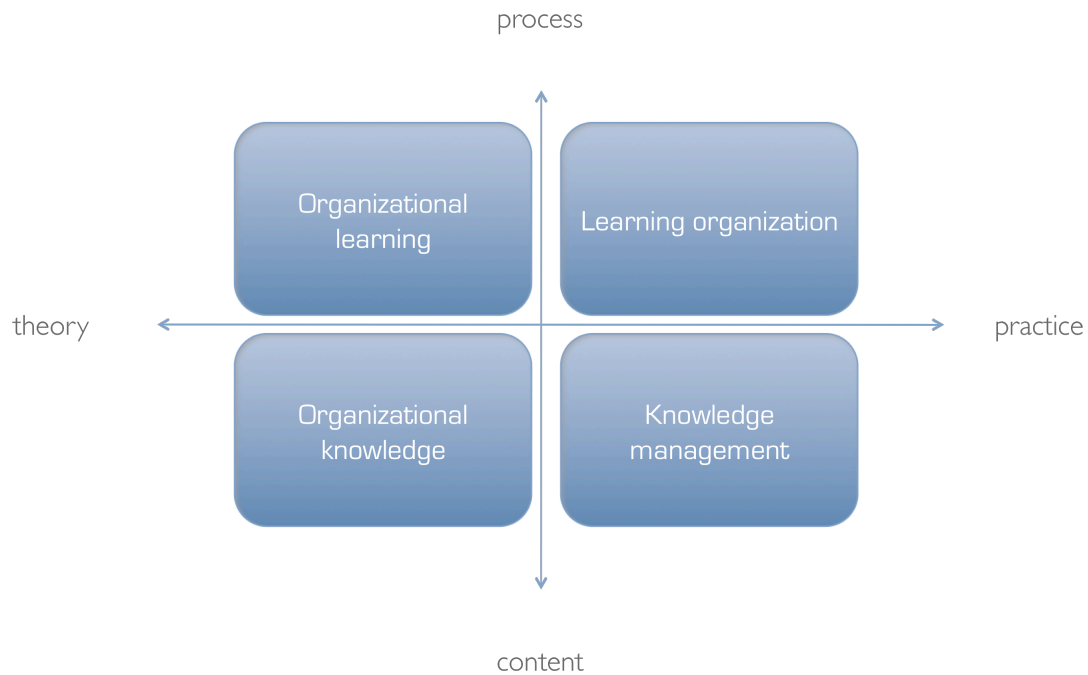 process
Organizational
learning
Learning organization
theory
practice
Organizational
knowledge
Knowledge
management
content